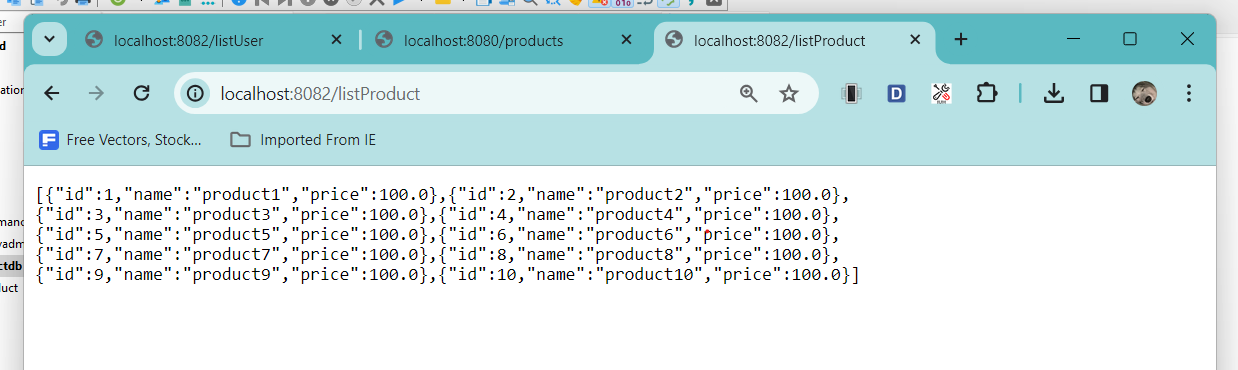 er
d
ation
manc
vadm
ctdb
duct
010
localhost:8082/listUser
localhost:8080/products
localhost:8082/listProduct
localhost:8082/listProduct
D
F Free Vectors, Stock...
Imported From IE
[{"id":1,"name":"product1","price":100.0},{"id":2,"name":"product2","price":100.0},
{"id":3,"name":"product3","price":100.0},{"id":4,"name":"product4","price":100.0},
{"id":5,"name":"product5","price":100.0},{"id":6,"name":"product6","price":100.0},
{"id":7,"name":"product7","price":100.0},{"id":8,"name":"product8","price":100.0},
{"id":9,"name":"product9","price":100.0},{"id":10,"name":"product10","price":100.0}]